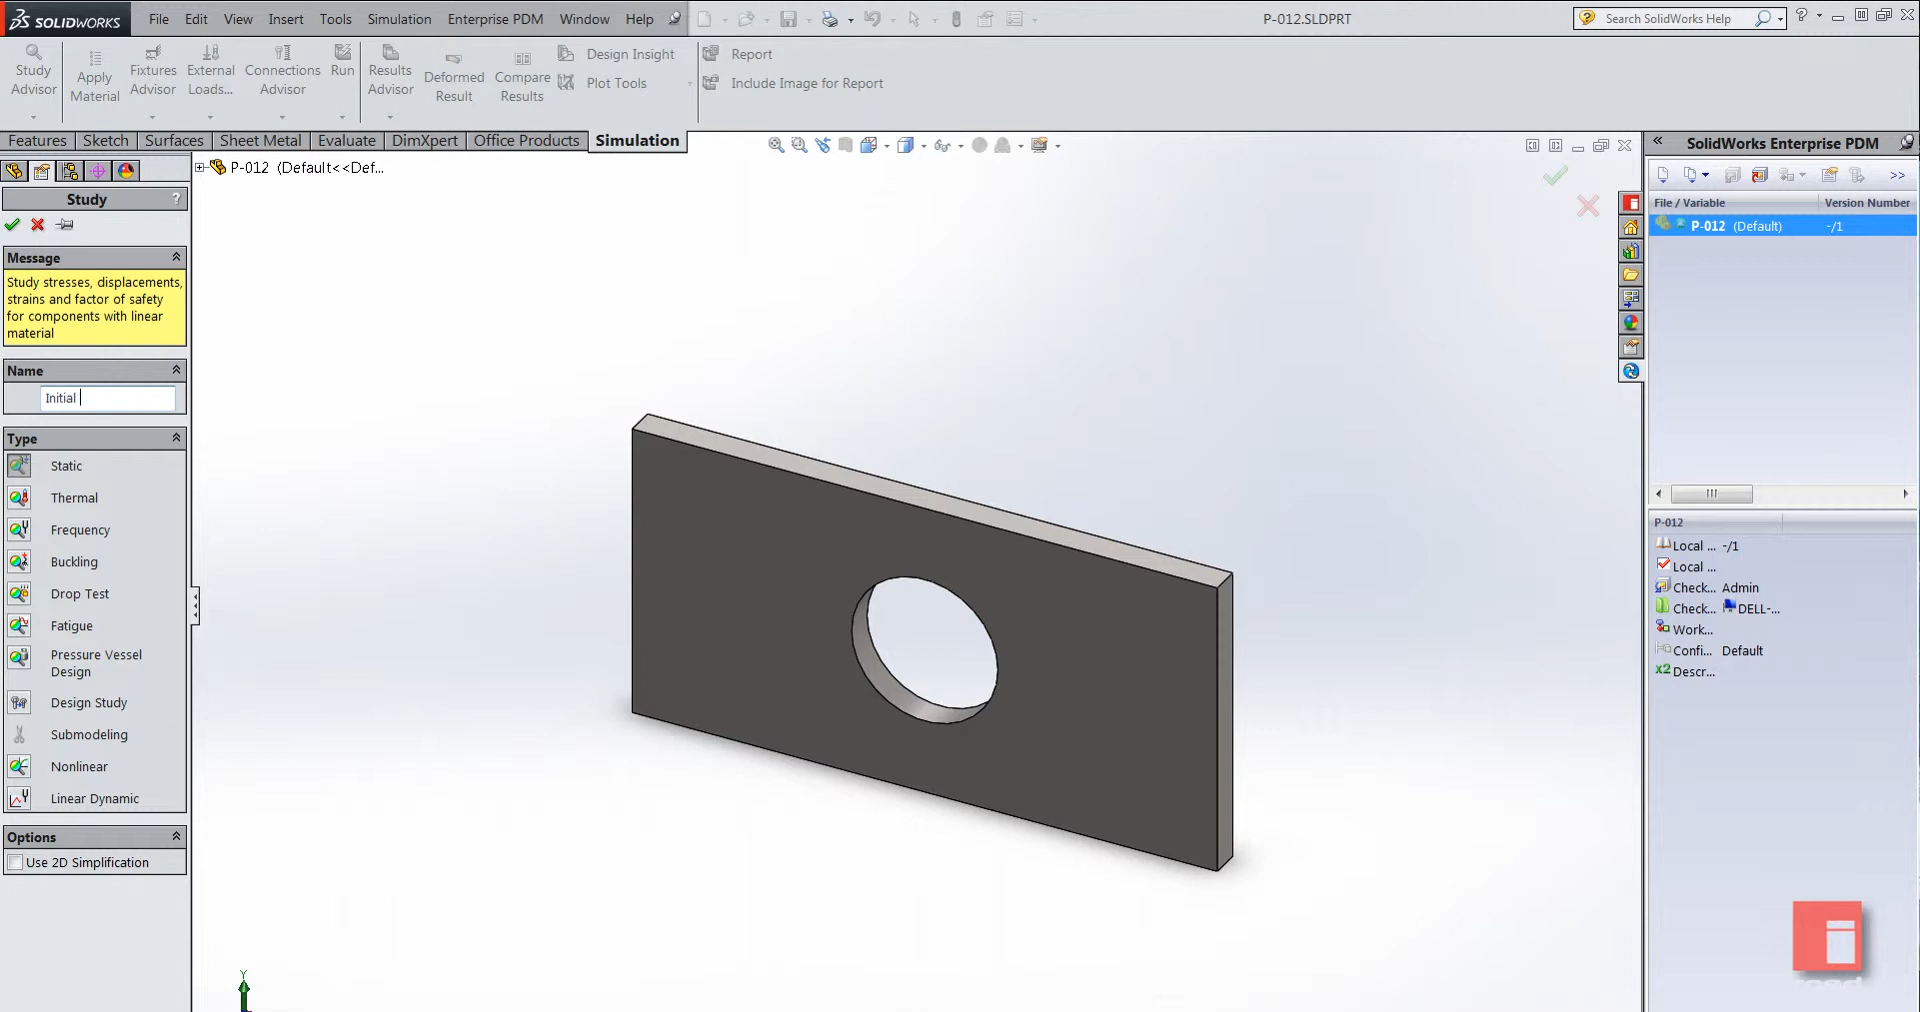 SOLIDWORKS File Edit View Insert Tools Simulation Enterprise PDM Window Help P-012.SLDPRT Search SolidWorks Help
Study Advisor
Apply Material
Fixtures Advisor
External Loads...
Connections Advisor
Run
Results Advisor
Deformed Result
Compare Results
Design Insight
Plot Tools
Report
Include Image for Report
Features Sketch Surfaces Sheet Metal Evaluate DimXpert Office Products Simulation
P-012 (Default<<Def...
Study ?
Message
Study stresses, displacements,
strains and factor of safety
for components with linear
material
Name
Initial
Type
Static
Thermal
Frequency
Buckling
Drop Test
Fatigue
Pressure Vessel
Design
Design Study
Submodeling
Nonlinear
Linear Dynamic
Options
Use 2D Simplification
Y
SolidWorks Enterprise PDM
File / Variable Version Number
P-012 (Default) -/1
P-012
Local ... -/1
Local ...
Check... Admin
Check... DELL-...
Work...
Confi... Default
x2 Descr...